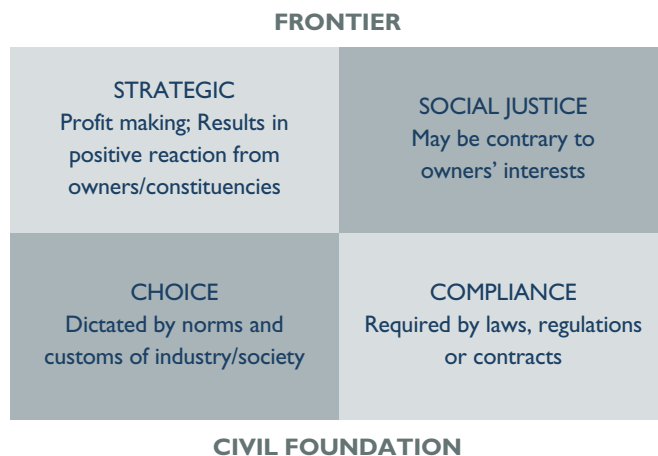 FRONTIER
STRATEGIC
Profit making; Results in
positive reaction from
owners/constituencies
SOCIAL JUSTICE
May be contrary to
owners’ interests
CHOICE
Dictated by norms and
customs of industry/society
COMPLIANCE
Required by laws, regulations
or contracts
CIVIL FOUNDATION